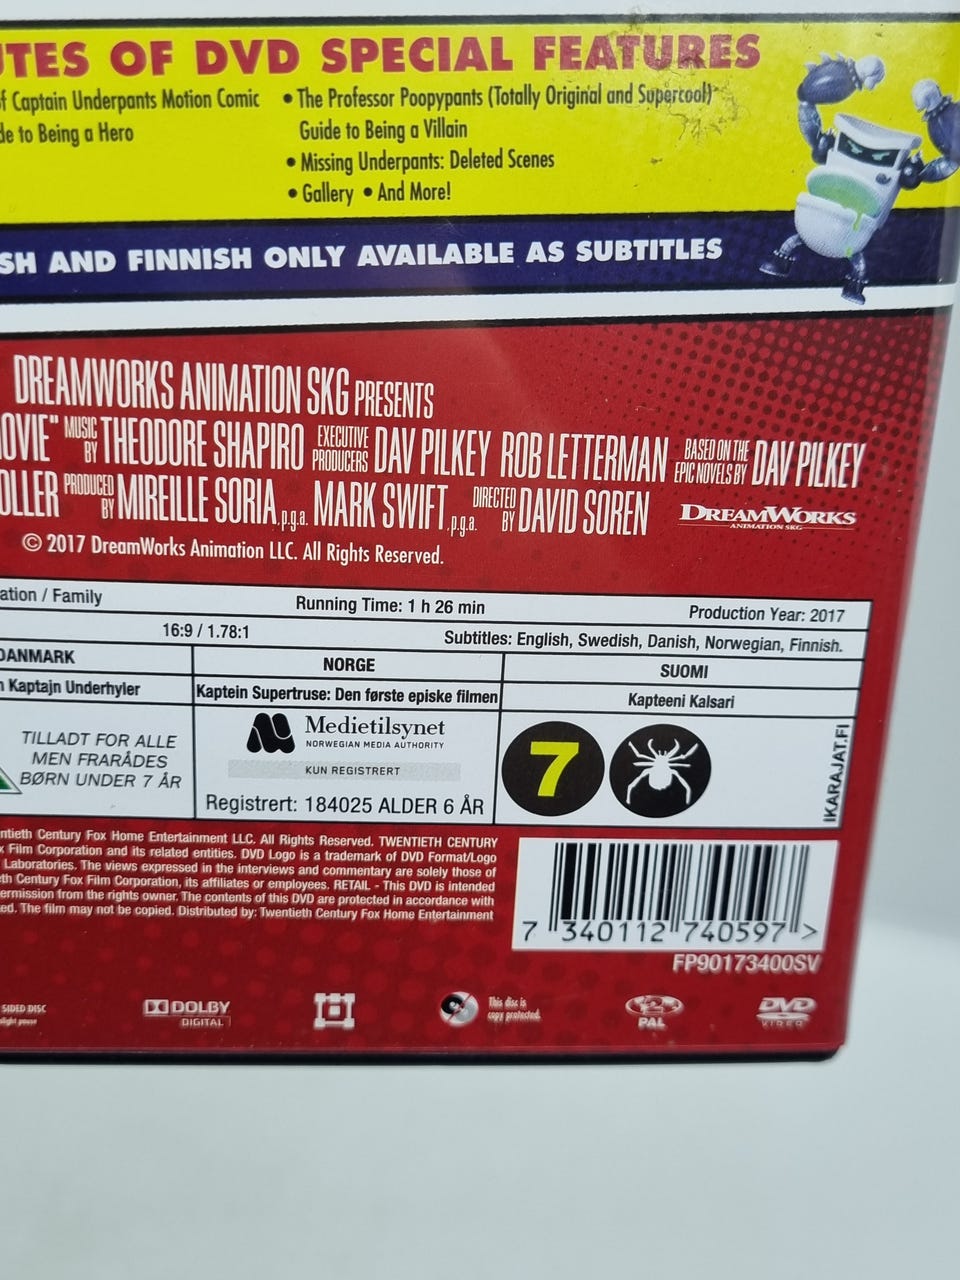 UTES OF DVD SPECIAL FEATURES
of Captain Underpants Motion Comic
de to Being a Hero
• The Professor Poopypants (Totally Original and Supercool)
Guide to Being a Villain
• Missing Underpants: Deleted Scenes
• Gallery • And More!
SH AND FINNISH ONLY AVAILABLE AS SUBTITLES
DREAMWORKS ANIMATION SKG PRESENTS
OVIE" MUSIC BY THEODORE SHAPIRO EXECUTIVE PRODUCERS DAV PILKEY ROB LETTERMAN BASED ON THE EPIC NOVELS BY DAV PILKEY
OLLER PRODUCED BY MIREILLE SORIA, p.g.a. MARK SWIFT, p.g.a. DIRECTED BY DAVID SOREN DREAMWORKS
ANIMATION SKG
© 2017 DreamWorks Animation LLC. All Rights Reserved.
ation / Family Running Time: 1 h 26 min Production Year: 2017
16:9 / 1.78:1 Subtitles: English, Swedish, Danish, Norwegian, Finnish.
DANMARK NORGE SUOMI
n Kaptajn Underhyler Kaptein Supertruse: Den første episke filmen Kapteeni Kalsari
TILLADT FOR ALLE
MEN FRARÅDES
BØRN UNDER 7 ÅR
Medietilsynet
NORWEGIAN MEDIA AUTHORITY
KUN REGISTRERT
Registrert: 184025 ALDER 6 ÅR
7
IKARAJAT.FI
ntieth Century Fox Home Entertainment LLC. All Rights Reserved. TWENTIETH CENTURY
x Film Corporation and its related entities. DVD Logo is a trademark of DVD Format/Logo
Laboratories. The views expressed in the interviews and commentary are solely those of
th Century Fox Film Corporation, its affiliates or employees. RETAIL - This DVD is intended
ermission from the rights owner. The contents of this DVD are protected in accordance with
ed. The film may not be copied. Distributed by: Twentieth Century Fox Home Entertainment
7 340112 740597 >
FP90173400SV
SIDED DISC
DOLBY
DIGITAL
This disc is
copy protected.
2
PAL
DVD
VIDEO